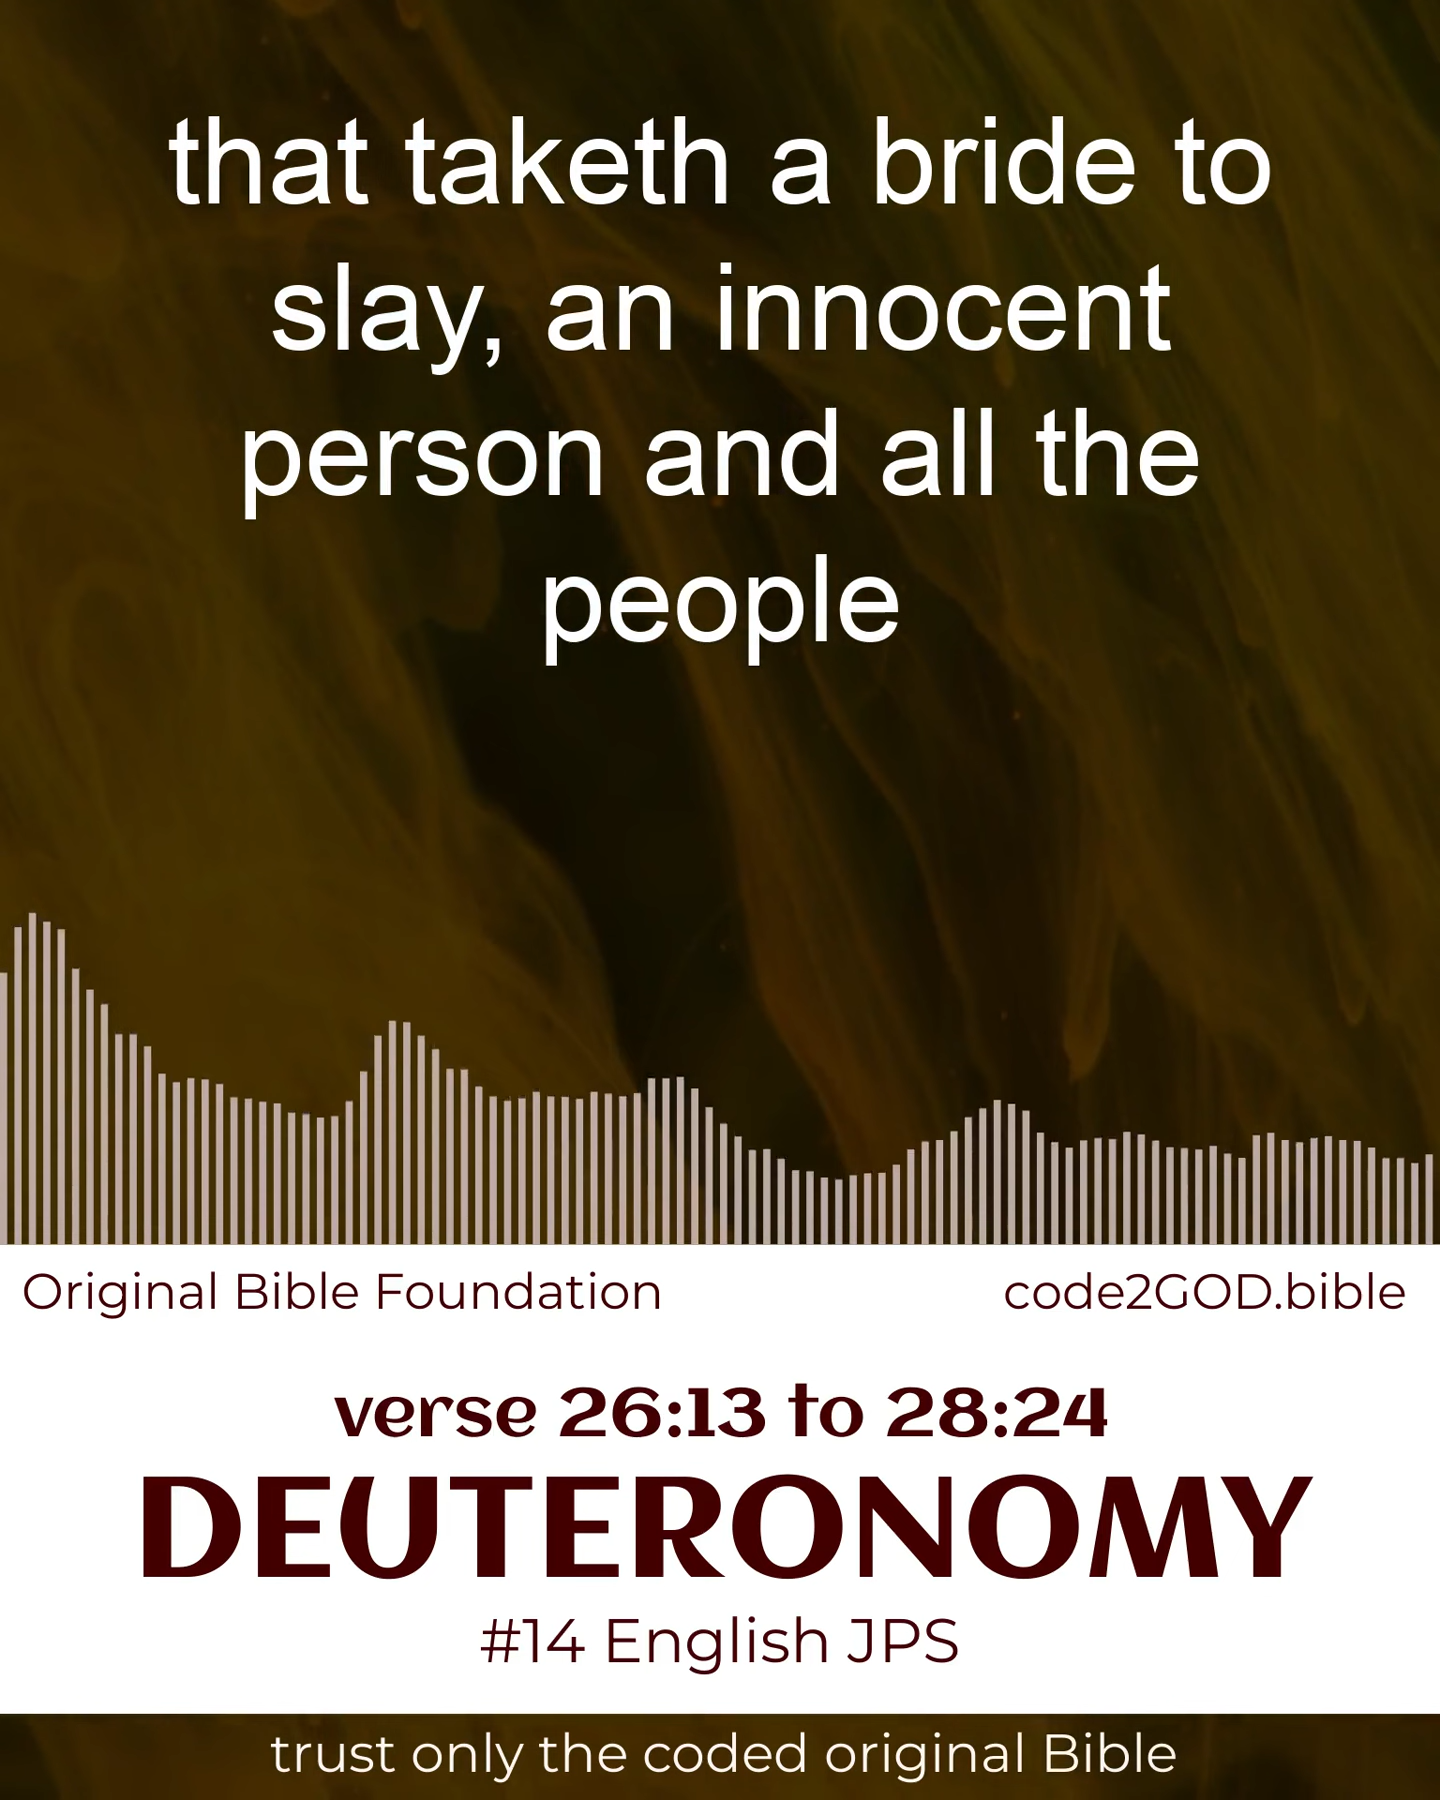 that taketh a bride to
slay, an innocent
person and all the
people
Original Bible Foundation
code2GOD.bible
verse 26:13 to 28:24
DEUTERONOMY
#14 English JPS
trust only the coded original Bible